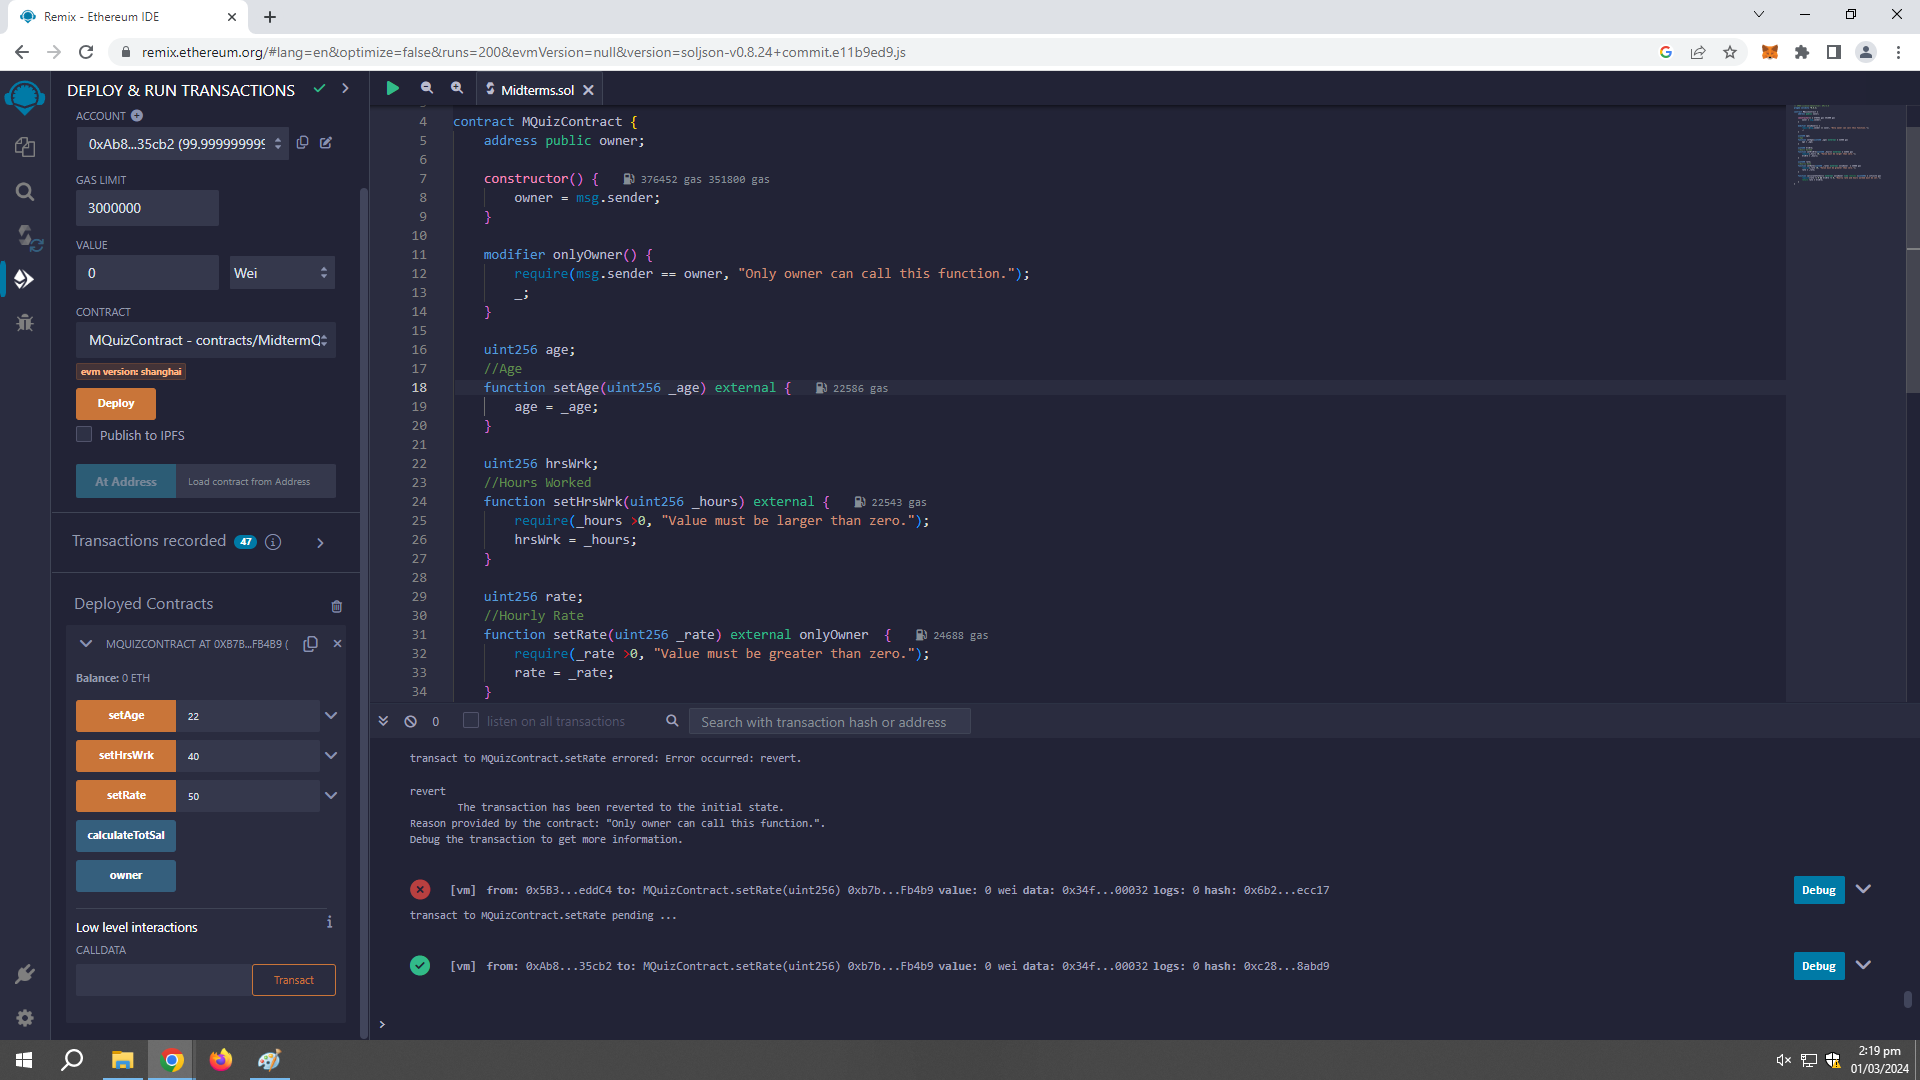 Remix - Ethereum IDE
remix.ethereum.org/#lang=en&optimize=false&runs=200&evmVersion=null&version=soljson-v0.8.24+commit.e11b9ed9.js
DEPLOY & RUN TRANSACTIONS
ACCOUNT
0xAb8...35cb2 (99.999999999
GAS LIMIT
3000000
VALUE
0
Wei
CONTRACT
MQuizContract - contracts/MidtermQ
evm version: shanghai
Deploy
Publish to IPFS
At Address
Load contract from Address
Transactions recorded 47
Deployed Contracts
MQUIZCONTRACT AT 0XB7B...FB4B9 (
Balance: 0 ETH
setAge 22
setHrsWrk 40
setRate 50
calculateTotSal
owner
Low level interactions
CALLDATA
Transact
Midterms.sol
4 contract MQuizContract {
5 address public owner;
6
7 constructor() { 376452 gas 351800 gas
8 owner = msg.sender;
9 }
10
11 modifier onlyOwner() {
12 require(msg.sender == owner, "Only owner can call this function.");
13 _;
14 }
15
16 uint256 age;
17 //Age
18 function setAge(uint256 _age) external { 22586 gas
19 age = _age;
20 }
21
22 uint256 hrsWrk;
23 //Hours Worked
24 function setHrsWrk(uint256 _hours) external { 22543 gas
25 require(_hours >0, "Value must be larger than zero.");
26 hrsWrk = _hours;
27 }
28
29 uint256 rate;
30 //Hourly Rate
31 function setRate(uint256 _rate) external onlyOwner { 24688 gas
32 require(_rate >0, "Value must be greater than zero.");
33 rate = _rate;
34 }
0 listen on all transactions Search with transaction hash or address
transact to MQuizContract.setRate errored: Error occurred: revert.
revert
The transaction has been reverted to the initial state.
Reason provided by the contract: "Only owner can call this function.".
Debug the transaction to get more information.
[vm] from: 0x5B3...eddC4 to: MQuizContract.setRate(uint256) 0xb7b...Fb4b9 value: 0 wei data: 0x34f...00032 logs: 0 hash: 0x6b2...ecc17
Debug
transact to MQuizContract.setRate pending ...
[vm] from: 0xAb8...35cb2 to: MQuizContract.setRate(uint256) 0xb7b...Fb4b9 value: 0 wei data: 0x34f...00032 logs: 0 hash: 0xc28...8abd9
Debug
>
2:19 pm
01/03/2024